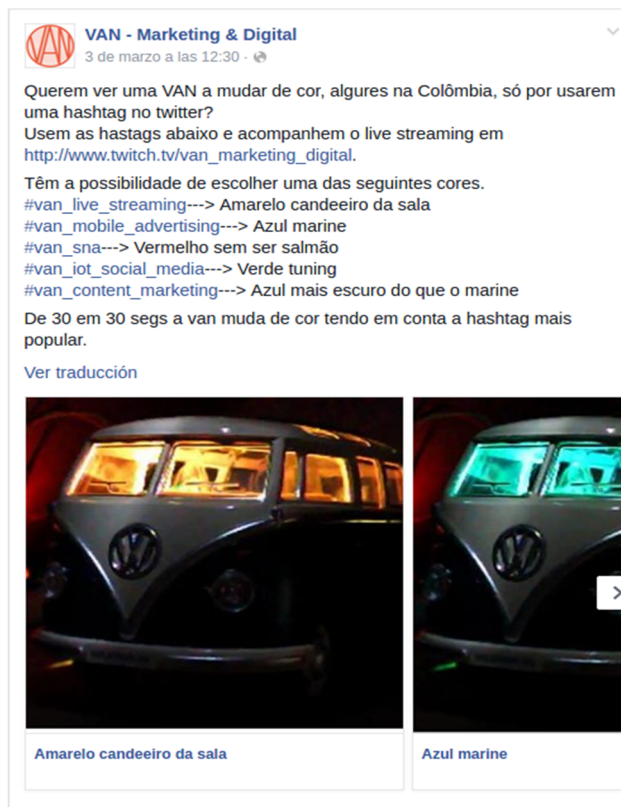 VAN
VAN - Marketing & Digital
3 de marzo a las 12:30 ·
Querem ver uma VAN a mudar de cor, algures na Colômbia, só por usarem
uma hashtag no twitter?
Usem as hastags abaixo e acompanhem o live streaming em
http://www.twitch.tv/van_marketing_digital.
Têm a possibilidade de escolher uma das seguintes cores.
#van_live_streaming---> Amarelo candeeiro da sala
#van_mobile_advertising---> Azul marine
#van_sna---> Vermelho sem ser salmão
#van_iot_social_media---> Verde tuning
#van_content_marketing---> Azul mais escuro do que o marine
De 30 em 30 segs a van muda de cor tendo em conta a hashtag mais
popular.
Ver traducción
Amarelo candeeiro da sala
Azul marine